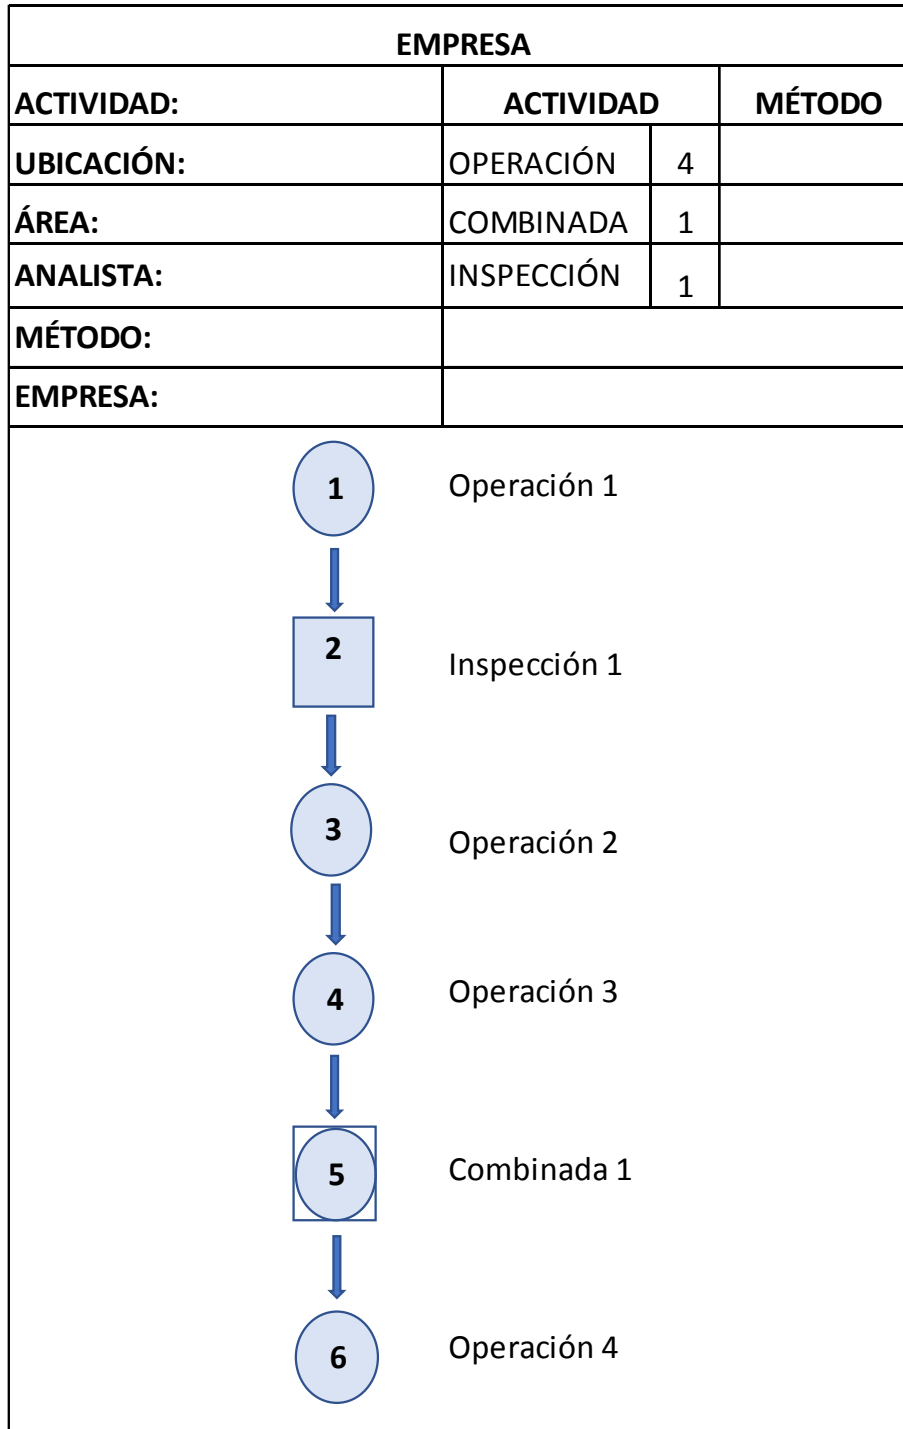 EMPRESA
ACTIVIDAD: ACTIVIDAD MÉTODO
UBICACIÓN: OPERACIÓN 4
ÁREA: COMBINADA 1
ANALISTA: INSPECCIÓN 1
MÉTODO:
EMPRESA:
1 Operación 1
2 Inspección 1
3 Operación 2
4 Operación 3
5 Combinada 1
6 Operación 4